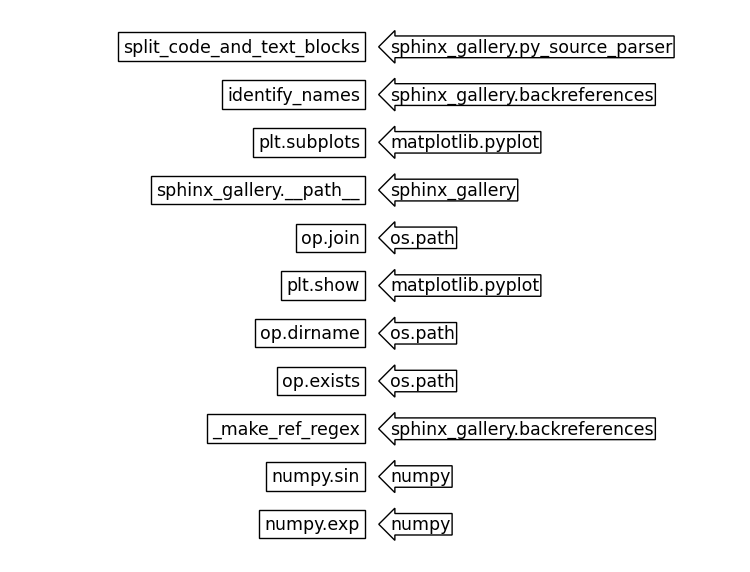 split_code_and_text_blocks sphinx_gallery.py_source_parser
identify_names sphinx_gallery.backreferences
plt.subplots matplotlib.pyplot
sphinx_gallery.__path__ sphinx_gallery
op.join os.path
plt.show matplotlib.pyplot
op.dirname os.path
op.exists os.path
_make_ref_regex sphinx_gallery.backreferences
numpy.sin numpy
numpy.exp numpy